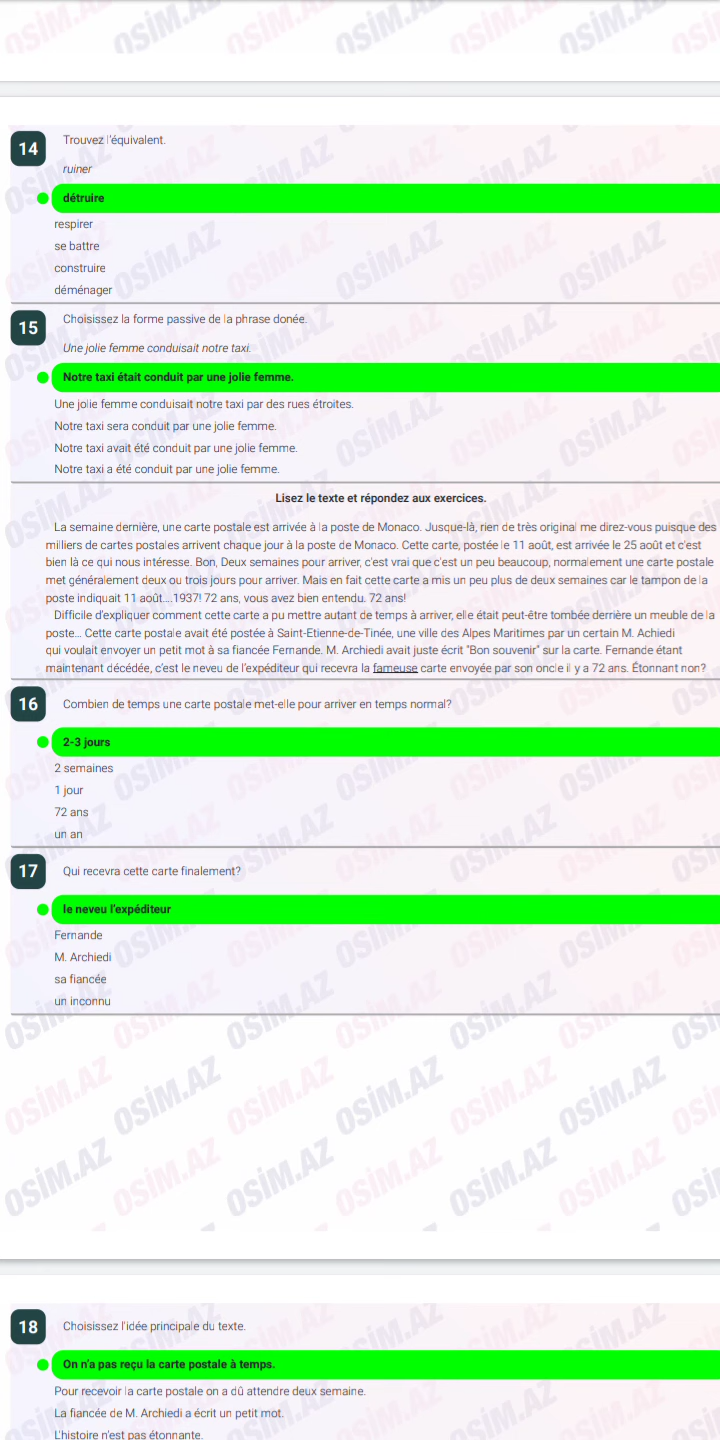 14 Trouvez l'équivalent.
ruiner
détruire
respirer
se battre
construire
déménager
15 Choisissez la forme passive de la phrase donée.
Une jolie femme conduisait notre taxi.
Notre taxi était conduit par une jolie femme.
Une jolie femme conduisait notre taxi par des rues étroites.
Notre taxi sera conduit par une jolie femme.
Notre taxi avait été conduit par une jolie femme.
Notre taxi a été conduit par une jolie femme.
Lisez le texte et répondez aux exercices.
La semaine dernière, une carte postale est arrivée à la poste de Monaco. Jusque-là, rien de très original me direz-vous puisque des
milliers de cartes postales arrivent chaque jour à la poste de Monaco. Cette carte, postée le 11 août, est arrivée le 25 août et c'est
bien là ce qui nous intéresse. Bon, Deux semaines pour arriver, c'est vrai que c'est un peu beaucoup, normalement une carte postale
met généralement deux ou trois jours pour arriver. Mais en fait cette carte a mis un peu plus de deux semaines car le tampon de la
poste indiquait 11 août....1937! 72 ans, vous avez bien entendu. 72 ans!
Difficile d'expliquer comment cette carte a pu mettre autant de temps à arriver, elle était peut-être tombée derrière un meuble de la
poste... Cette carte postale avait été postée à Saint-Etienne-de-Tinée, une ville des Alpes Maritimes par un certain M. Achiedi
qui voulait envoyer un petit mot à sa fiancée Fernande. M. Archiedi avait juste écrit "Bon souvenir" sur la carte. Fernande étant
maintenant décédée, c'est le neveu de l'expéditeur qui recevra la fameuse carte envoyée par son oncle il y a 72 ans. Étonnant non?
16 Combien de temps une carte postale met-elle pour arriver en temps normal?
2-3 jours
2 semaines
1 jour
72 ans
un an
17 Qui recevra cette carte finalement?
le neveu l'expéditeur
Fernande
M. Archiedi
sa fiancée
un inconnu
18 Choisissez l'idée principale du texte.
On n'a pas reçu la carte postale à temps.
Pour recevoir la carte postale on a dû attendre deux semaine.
La fiancée de M. Archiedi a écrit un petit mot.
L'histoire n'est pas étonnante.
OSİM.AZ